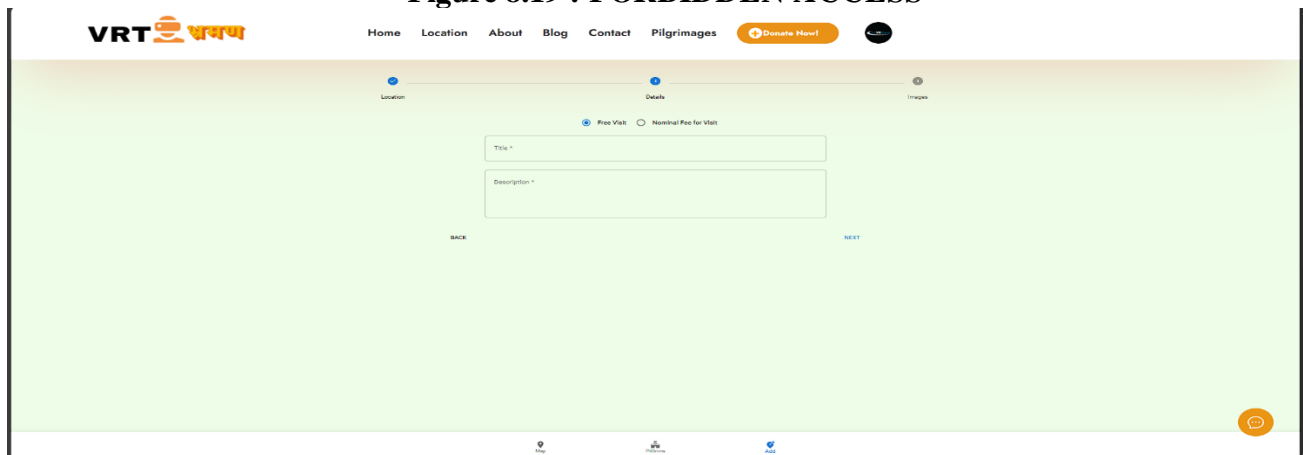 Figure 8.19 : FORBIDDEN ACCESS
VRT भ्रमण
Home Location About Blog Contact Pilgrimages Donate Now!
Location Details Images
Free Visit Nominal Fee for Visit
Title *
Description *
BACK NEXT
Map Pilgrims Add